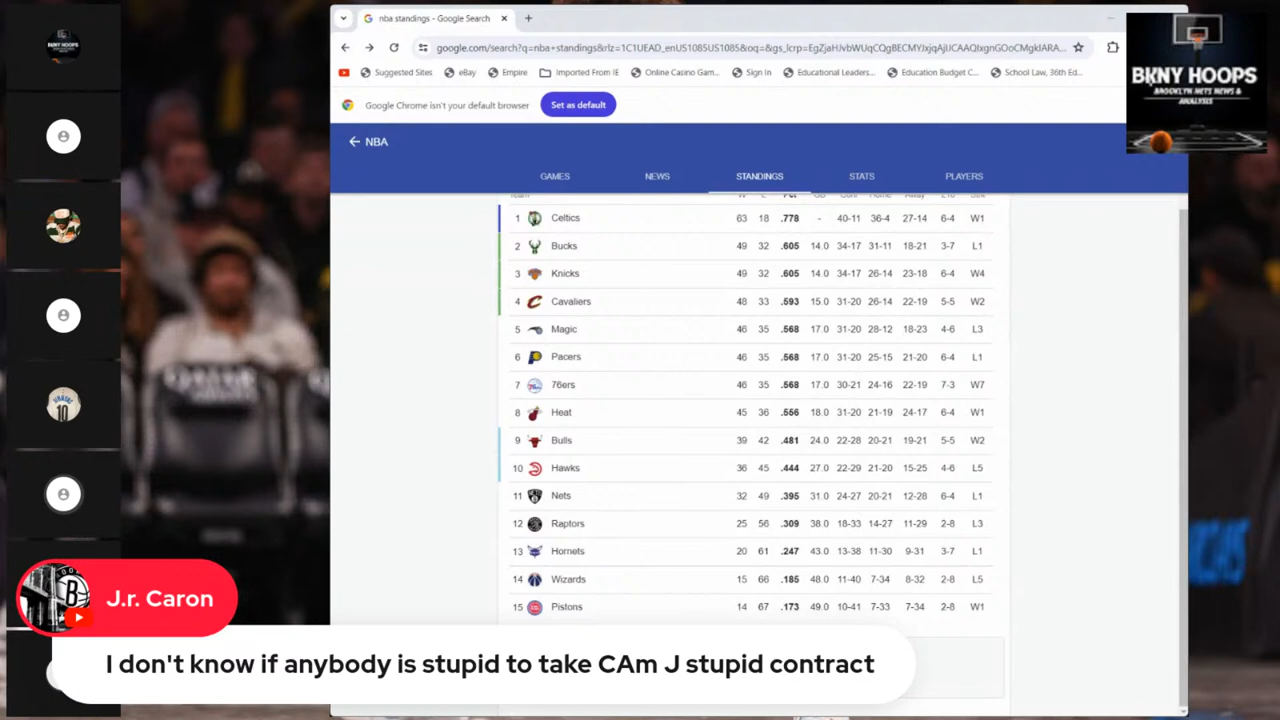 nba standings - Google Search
google.com/search?q=nba+standings&rlz=1C1UEAD_enUS1085US1085&oq=&gs_lcrp=
Suggested Sites eBay Empire Imported From IE Online Casino Gam... Sign In Educational Leaders... Education Budget C... School Law, 36th Ed...
Google Chrome isn't your default browser Set as default
BKNY HOOPS
BROOKLYN NETS NEWS &
ANALYSIS
NBA
GAMES NEWS STANDINGS STATS PLAYERS
Team W L Pct GB Conf Home Away L10 Strk
1 Celtics 63 18 .778 - 40-11 36-4 27-14 6-4 W1
2 Bucks 49 32 .605 14.0 34-17 31-11 18-21 3-7 L1
3 Knicks 49 32 .605 14.0 34-17 26-14 23-18 6-4 W4
4 Cavaliers 48 33 .593 15.0 31-20 26-14 22-19 5-5 W2
5 Magic 46 35 .568 17.0 31-20 28-12 18-23 4-6 L3
6 Pacers 46 35 .568 17.0 31-20 25-15 21-20 6-4 L1
7 76ers 46 35 .568 17.0 30-21 24-16 22-19 7-3 W7
8 Heat 45 36 .556 18.0 31-20 21-19 24-17 6-4 W1
9 Bulls 39 42 .481 24.0 22-28 20-21 19-21 5-5 W2
10 Hawks 36 45 .444 27.0 22-29 21-20 15-25 4-6 L5
11 Nets 32 49 .395 31.0 24-27 20-21 12-28 6-4 L1
12 Raptors 25 56 .309 38.0 18-33 14-27 11-29 2-8 L3
13 Hornets 20 61 .247 43.0 13-38 11-30 9-31 3-7 L1
14 Wizards 15 66 .185 48.0 11-40 7-34 8-32 2-8 L5
15 Pistons 14 67 .173 49.0 10-41 7-33 7-34 2-8 W1
J.r. Caron
I don't know if anybody is stupid to take CAm J stupid contract